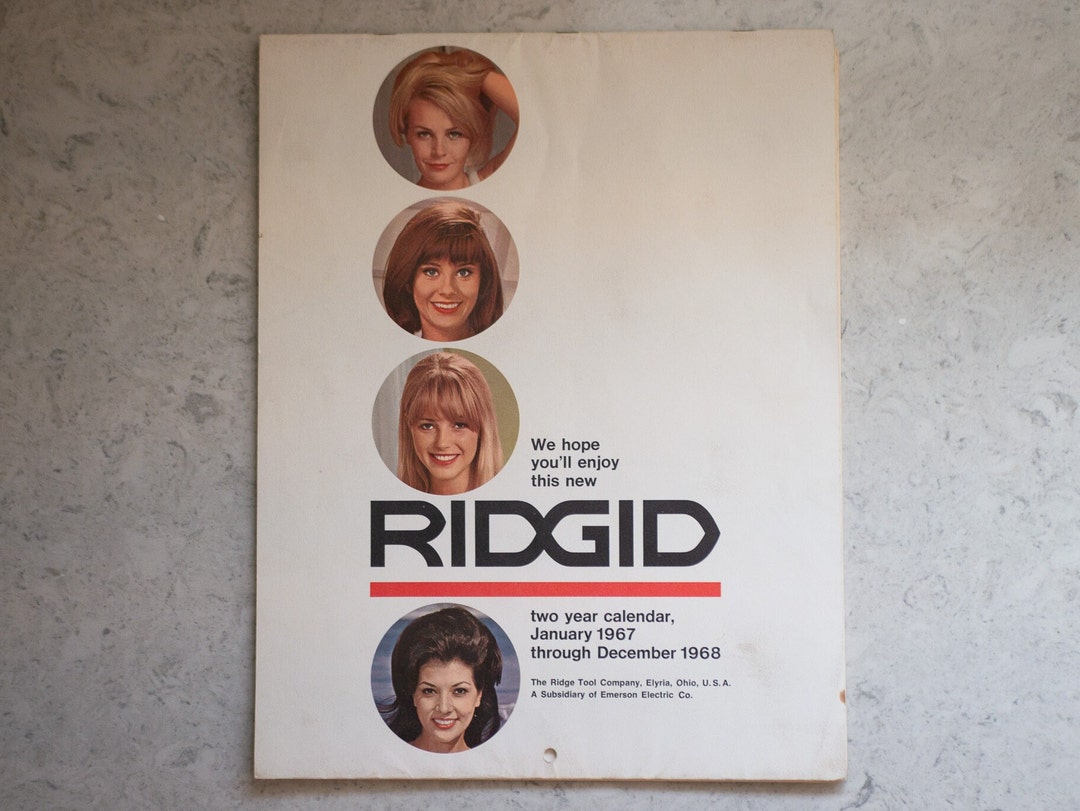 We hope
you'll enjoy
this new
RIDGID
two year calendar,
January 1967
through December 1968
The Ridge Tool Company, Elyria, Ohio, U.S.A.
A Subsidiary of Emerson Electric Co.